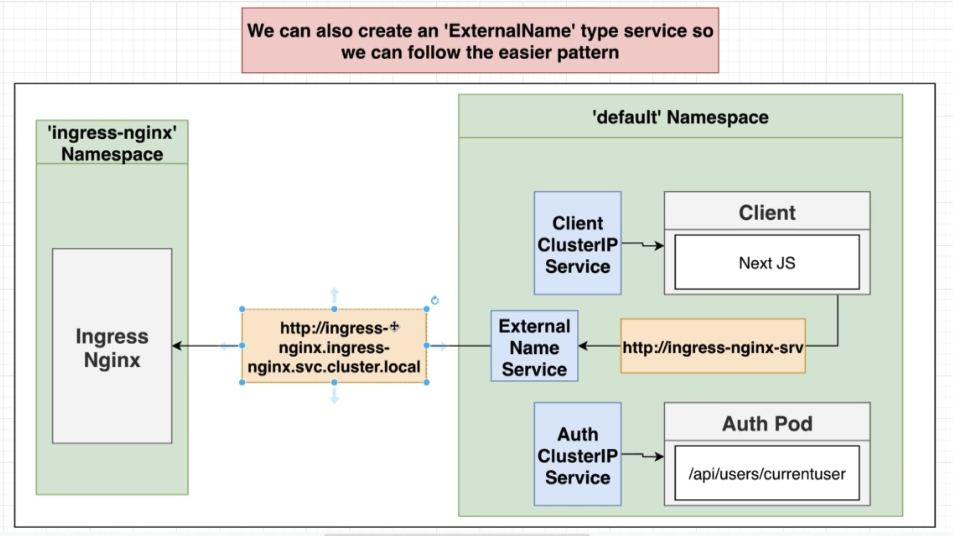 We can also create an 'ExternalName' type service so
we can follow the easier pattern
'ingress-nginx'
Namespace
Ingress
Nginx
http://ingress-
nginx.ingress-
nginx.svc.cluster.local
'default' Namespace
Client
ClusterIP
Service
Client
Next JS
External
Name
Service
http://ingress-nginx-srv
Auth
ClusterIP
Service
Auth Pod
/api/users/currentuser